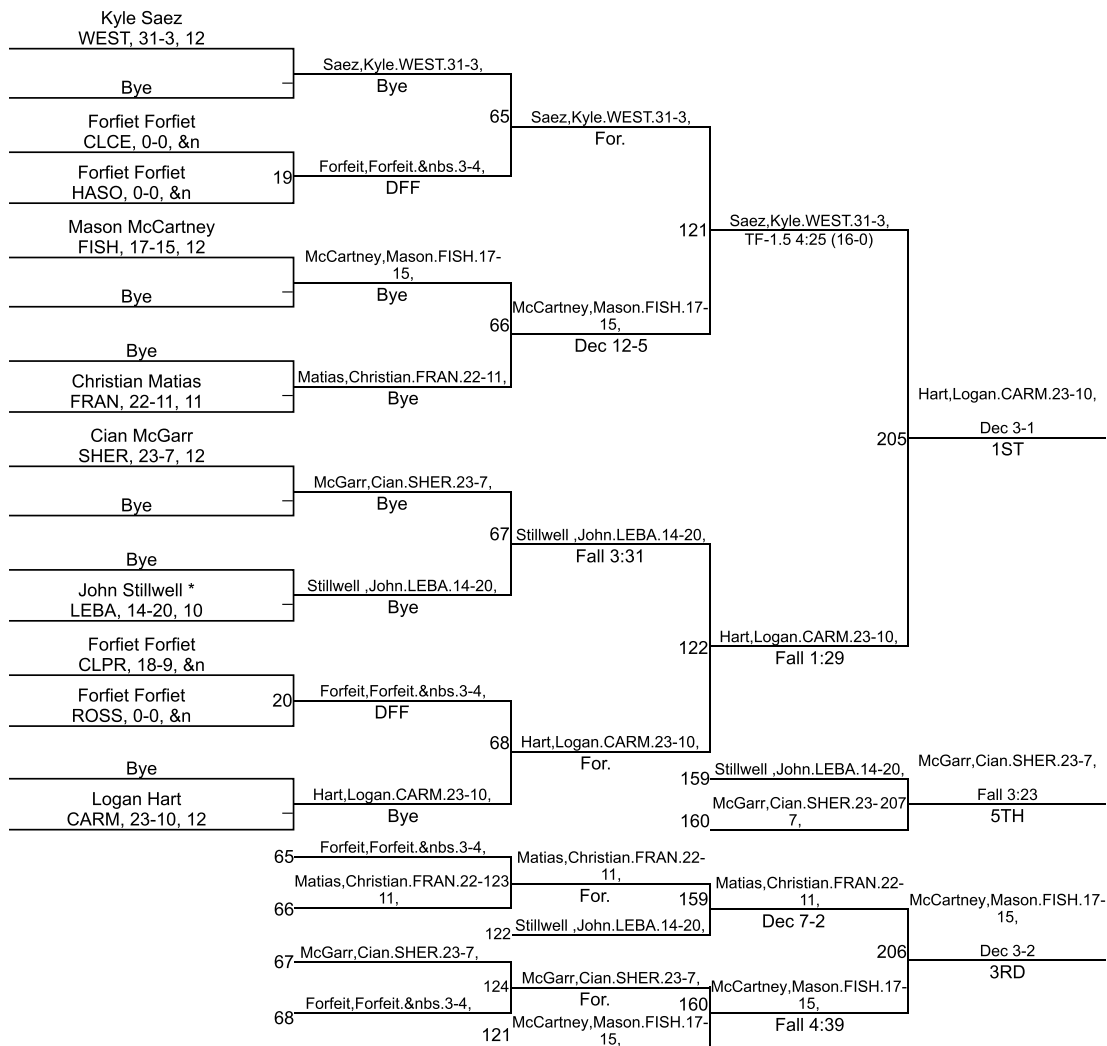 Kyle Saez
WEST, 31-3, 12
Bye
Forfiet Forfiet
CLCE, 0-0, &n
Forfiet Forfiet
HASO, 0-0, &n
19
Mason McCartney
FISH, 17-15, 12
Bye
Bye
Christian Matias
FRAN, 22-11, 11
Cian McGarr
SHER, 23-7, 12
Bye
Bye
John Stillwell *
LEBA, 14-20, 10
Forfiet Forfiet
CLPR, 18-9, &n
Forfiet Forfiet
ROSS, 0-0, &n
20
Bye
Logan Hart
CARM, 23-10, 12
Saez,Kyle.WEST.31-3,
Bye
65
Forfeit,Forfeit.&nbs.3-4,
DFF
McCartney,Mason.FISH.17-
15,
Bye
66
Matias,Christian.FRAN.22-11,
Bye
McGarr,Cian.SHER.23-7,
Bye
67
Stillwell ,John.LEBA.14-20,
Bye
Forfeit,Forfeit.&nbs.3-4,
DFF
68
Hart,Logan.CARM.23-10,
Bye
Saez,Kyle.WEST.31-3,
For.
121
McCartney,Mason.FISH.17-
15,
Dec 12-5
Stillwell ,John.LEBA.14-20,
Fall 3:31
122
Hart,Logan.CARM.23-10,
For.
Saez,Kyle.WEST.31-3,
TF-1.5 4:25 (16-0)
205
Hart,Logan.CARM.23-10,
Fall 1:29
Hart,Logan.CARM.23-10,
Dec 3-1
1ST
159
Stillwell ,John.LEBA.14-20,
160
McCarr,Cian.SHER.23-
7,
207
McGarr,Cian.SHER.23-7,
Fall 3:23
5TH
65
Forfeit,Forfeit.&nbs.3-4,
66
Matias,Christian.FRAN.22-
11,
123
Matias,Christian.FRAN.22-
11,
For.
122
Stillwell ,John.LEBA.14-20,
159
Matias,Christian.FRAN.22-
11,
Dec 7-2
67
McGarr,Cian.SHER.23-7,
68
Forfeit,Forfeit.&nbs.3-4,
124
McGarr,Cian.SHER.23-7,
For.
121
McCartney,Mason.FISH.17-
15,
160
McCartney,Mason.FISH.17-
15,
Fall 4:39
206
McCartney,Mason.FISH.17-
15,
Dec 3-2
3RD